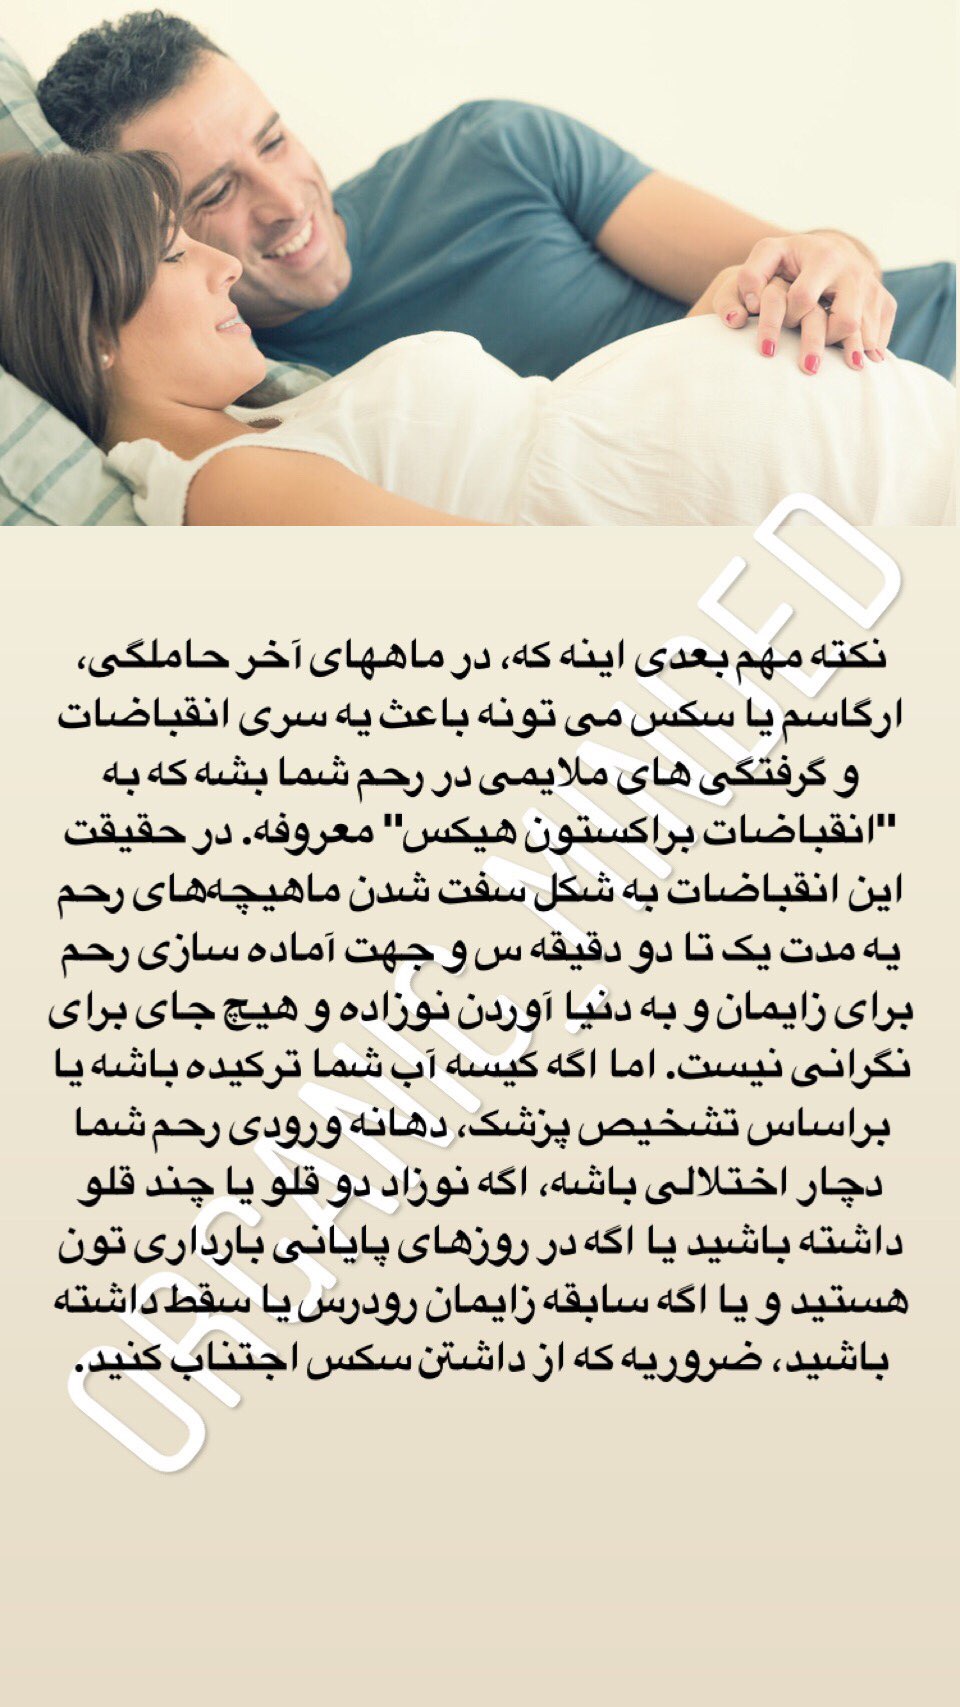 نکته مهم بعدی اینه که، در ماههای آخر حاملگی،
ارگاسم یا سکس می تونه باعث یه سری انقباضات
و گرفتگی های ملایمی در رحم شما بشه که به
"انقباضات براکستون هیکس" معروفه. در حقیقت
این انقباضات به شکل سفت شدن ماهیچه‌های رحم
به مدت یک تا دو دقیقه س و جهت آماده سازی رحم
برای زایمان و به دنیا آوردن نوزاده و هیچ جای برای
نگرانی نیست. اما اگه کیسه آب شما ترکیده باشه یا
براساس تشخیص پزشک، دهانه ورودی رحم شما
دچار اختلالی باشه، اگه نوزاد دو قلو یا چند قلو
داشته باشید یا اگه در روزهای پایانی بارداری تون
هستید و یا اگه سابقه زایمان رودرس یا سقط داشته
باشید، ضروریه که از داشتن سکس اجتناب کنید.
ORGANIC_MINDED